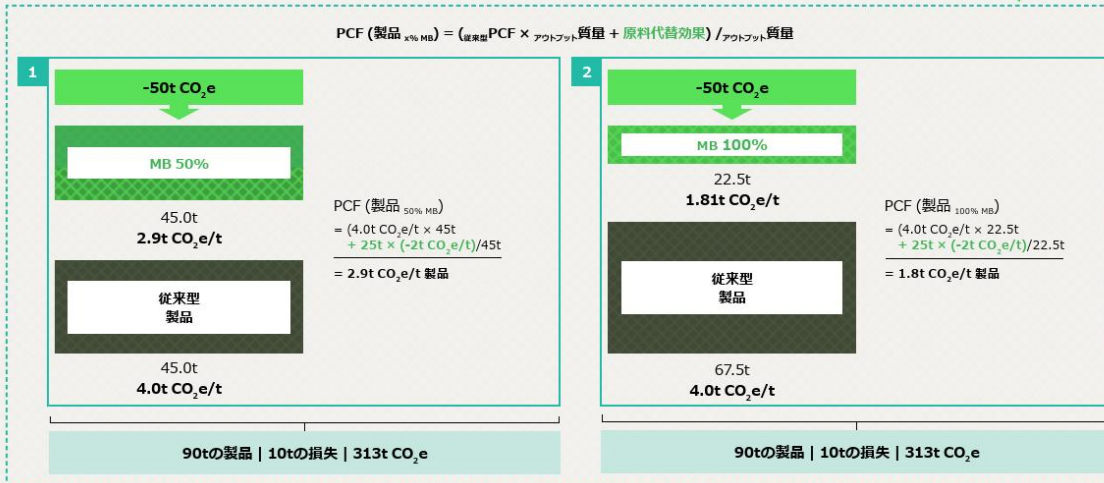 PCF (製品 x% MB) = (従来型PCF × アウトプット質量 + 原料代替効果) /アウトプット質量
1
-50t CO2e
MB 50%
45.0t
2.9t CO2e/t
従来型
製品
45.0t
4.0t CO2e/t
PCF (製品 50% MB)
= (4.0t CO2e/t × 45t
+ 25t × (-2t CO2e/t)/45t
= 2.9t CO2e/t 製品
90tの製品 | 10tの損失 | 313t CO2e
2
-50t CO2e
MB 100%
22.5t
1.81t CO2e/t
従来型
製品
67.5t
4.0t CO2e/t
PCF (製品 100% MB)
= (4.0t CO2e/t × 22.5t
+ 25t × (-2t CO2e/t)/22.5t
= 1.8t CO2e/t 製品
90tの製品 | 10tの損失 | 313t CO2e